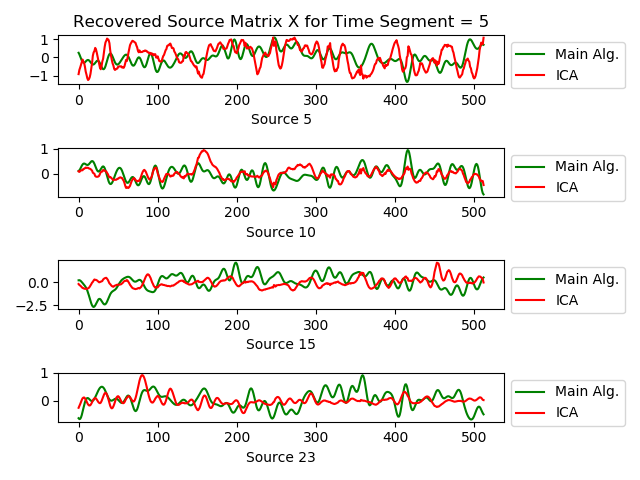 Recovered Source Matrix X for Time Segment = 5
1
0
−1
Main Alg.
ICA
0 100 200 300 400 500
Source 5
1
0
Main Alg.
ICA
0 100 200 300 400 500
Source 10
0.0
−2.5
Main Alg.
ICA
0 100 200 300 400 500
Source 15
1
0
Main Alg.
ICA
0 100 200 300 400 500
Source 23